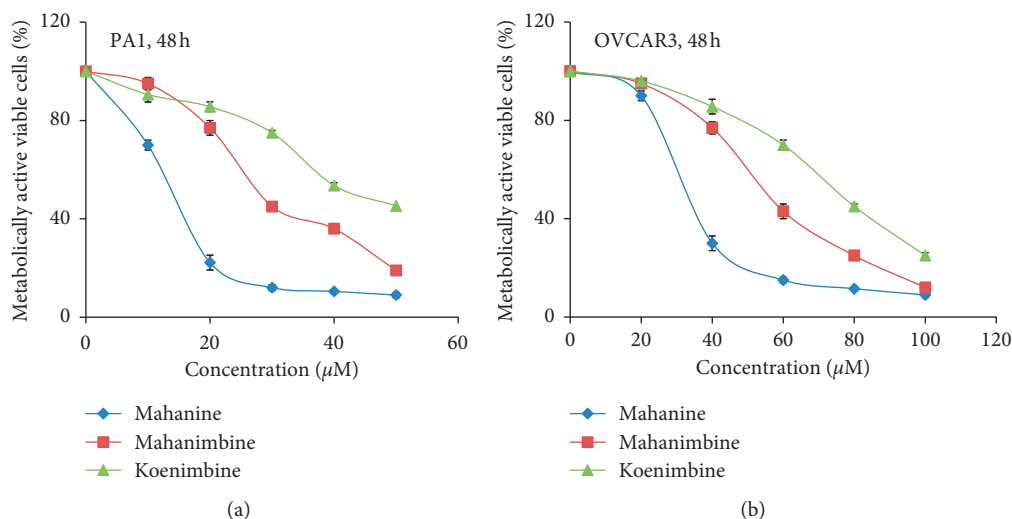 Metabolically active viable cells (%)
120
80
40
0
PA1, 48 h
0
20
40
60
Concentration (µM)
Mahanine
Mahanimbine
Koenimbine
(a)
Metabolically active viable cells (%)
120
80
40
0
OVCAR3, 48 h
0
20
40
60
80
100
120
Concentration (µM)
Mahanine
Mahanimbine
Koenimbine
(b)